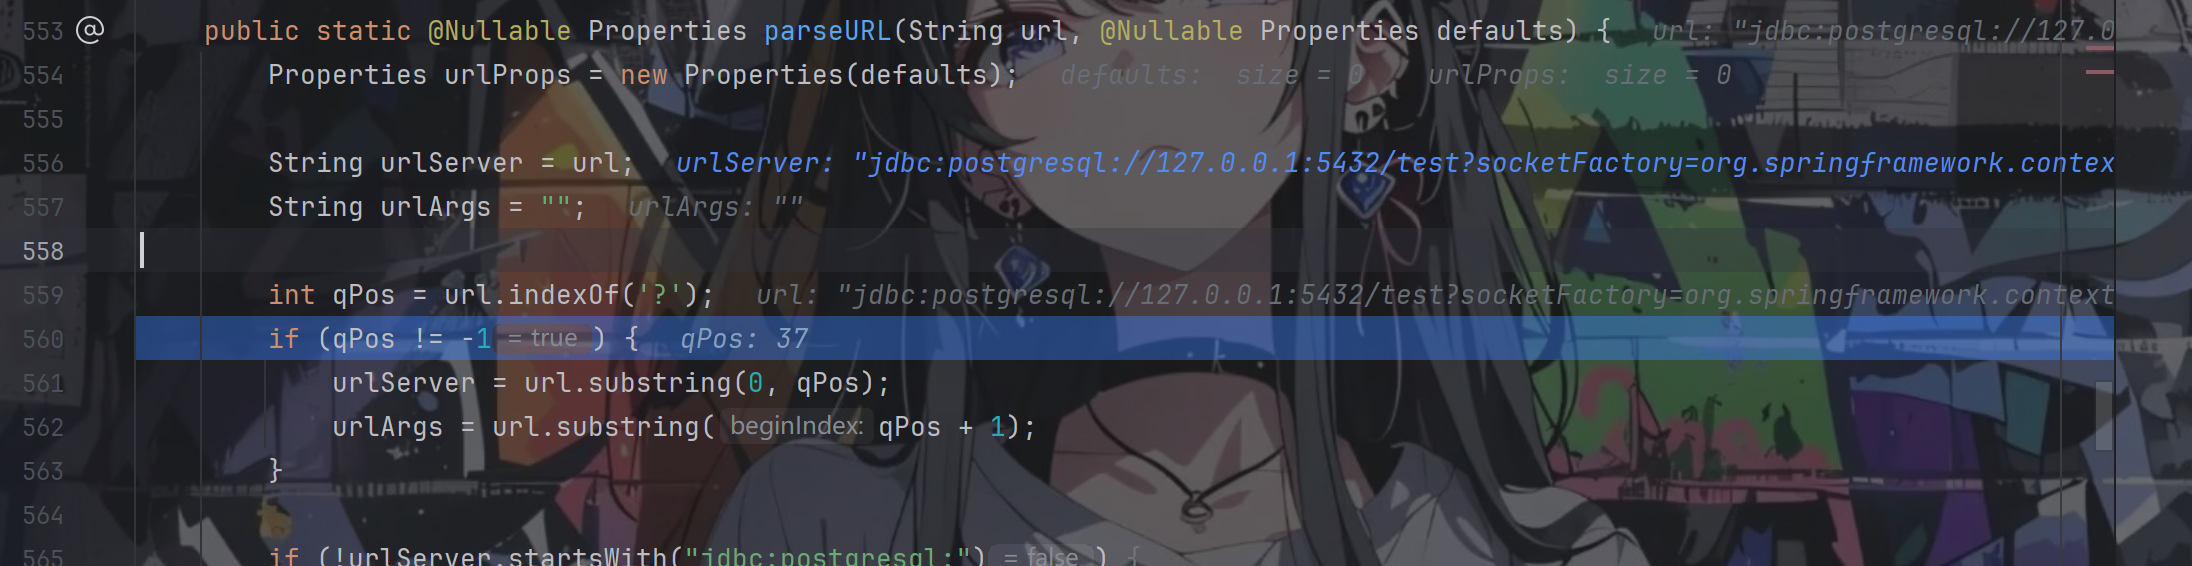 553 @ public static @Nullable Properties parseURL(String url, @Nullable Properties defaults) { url: "jdbc:postgresql://127.0
554 Properties urlProps = new Properties(defaults); defaults: size = 0 urlProps: size = 0
555
556 String urlServer = url; urlServer: "jdbc:postgresql://127.0.0.1:5432/test?socketFactory=org.springframework.contex
557 String urlArgs = ""; urlArgs: ""
558
559 int qPos = url.indexOf('?'); url: "jdbc:postgresql://127.0.0.1:5432/test?socketFactory=org.springframework.context
560 if (qPos != -1 = true ) { qPos: 37
561 urlServer = url.substring(0, qPos);
562 urlArgs = url.substring( beginIndex: qPos + 1);
563 }
564
565 if (!urlServer.startsWith("jdbc:postgresql:") = false ) {